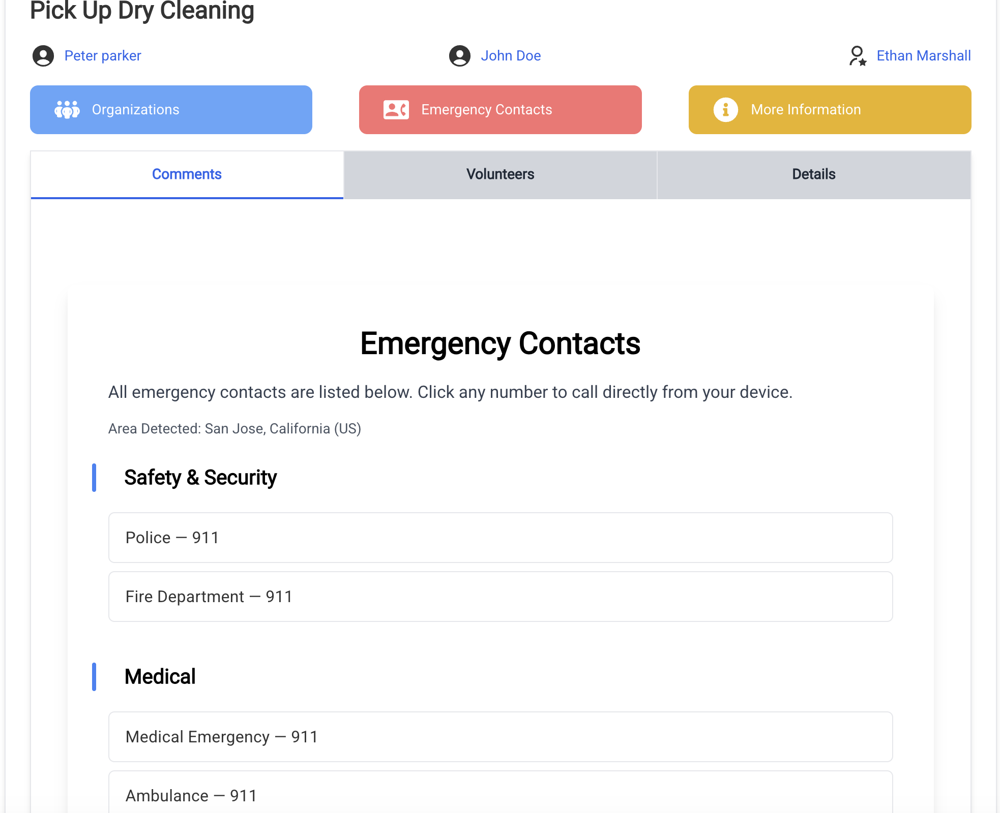 Pick Up Dry Cleaning
Peter parker
John Doe
Ethan Marshall
Organizations
Emergency Contacts
More Information
Comments
Volunteers
Details
Emergency Contacts
All emergency contacts are listed below. Click any number to call directly from your device.
Area Detected: San Jose, California (US)
Safety & Security
Police — 911
Fire Department — 911
Medical
Medical Emergency — 911
Ambulance — 911